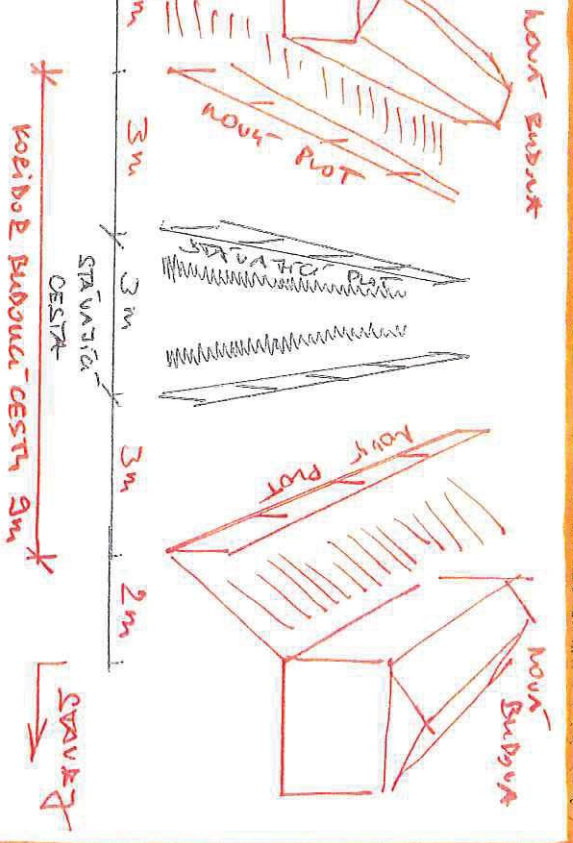 NOVÁ BUDOVA
NOVÁ BUDOVA
NOVÝ PLOT
STÁVAJÍCÍ PLOT
NOVÝ
PLOT
m 3m 3m 3m 2m
STÁVAJÍCÍ
CESTA
KORIDOR BUDOUCÍ CESTY 9m